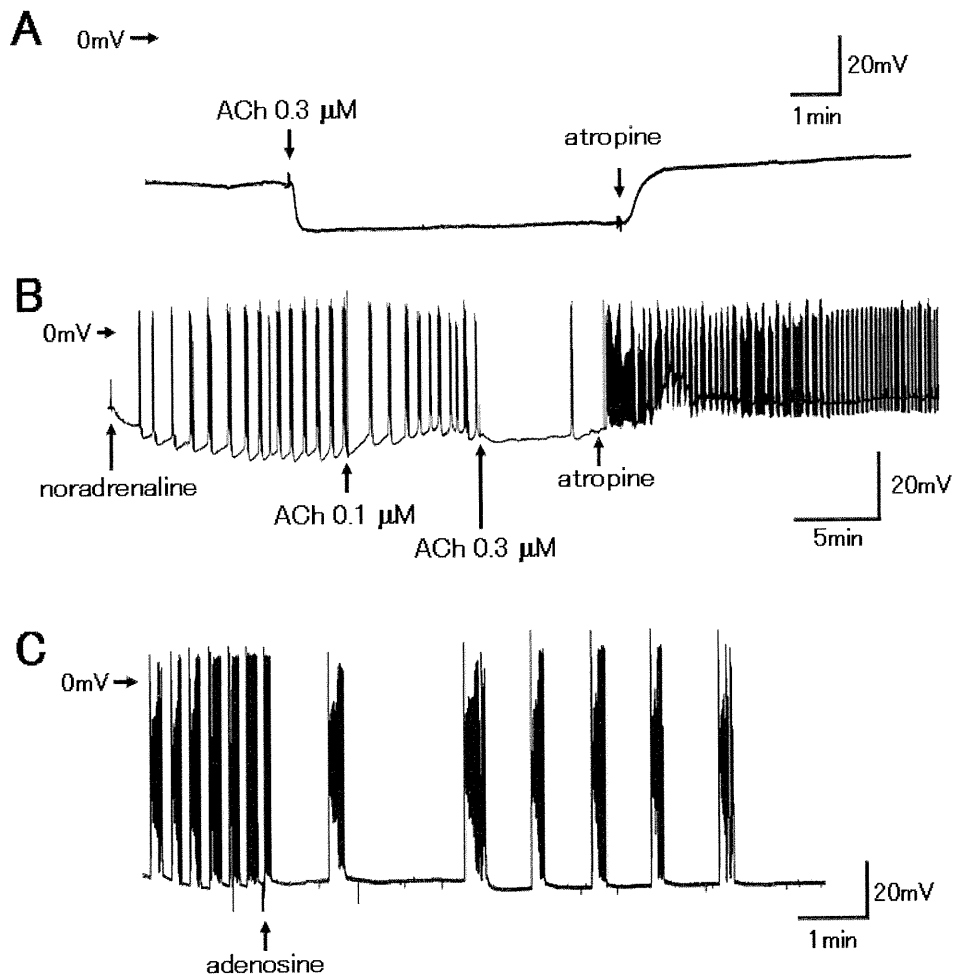 A
0mV
20mV
1min
ACh 0.3 μM
atropine
B
0mV
noradrenaline
ACh 0.1 μM
ACh 0.3 μM
atropine
20mV
5min
C
0mV
adenosine
20mV
1min